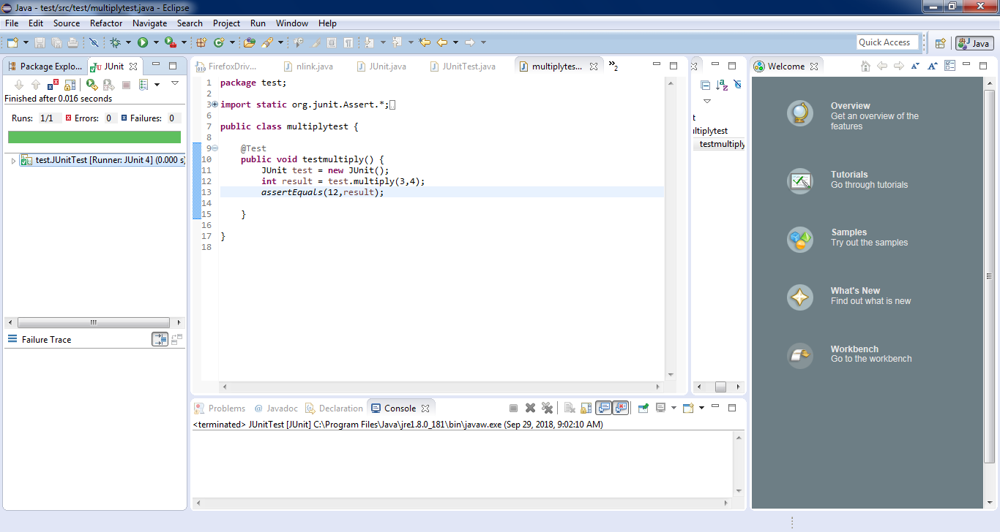 Java - test/src/test/multiplytest.java - Eclipse
File Edit Source Refactor Navigate Search Project Run Window Help
Quick Access
Java
Package Explo...
JUnit
Finished after 0.016 seconds
Runs: 1/1 Errors: 0 Failures: 0
test.JUnitTest [Runner: JUnit 4] (0.000 s)
Failure Trace
FirefoxDriv... nlink.java JUnit.java JUnitTest.java multiplytes... »2
1 package test;
2
3 import static org.junit.Assert.*;
6
7 public class multiplytest {
8
9 @Test
10 public void testmultiply() {
11 JUnit test = new JUnit();
12 int result = test.multiply(3,4);
13 assertEquals(12,result);
14
15 }
16
17 }
18
t
ultiplytest
testmultiply
Problems @ Javadoc Declaration Console
<terminated> JUnitTest [JUnit] C:\Program Files\Java\jre1.8.0_181\bin\javaw.exe (Sep 29, 2018, 9:02:10 AM)
Welcome
Overview
Get an overview of the
features
Tutorials
Go through tutorials
Samples
Try out the samples
What's New
Find out what is new
Workbench
Go to the workbench